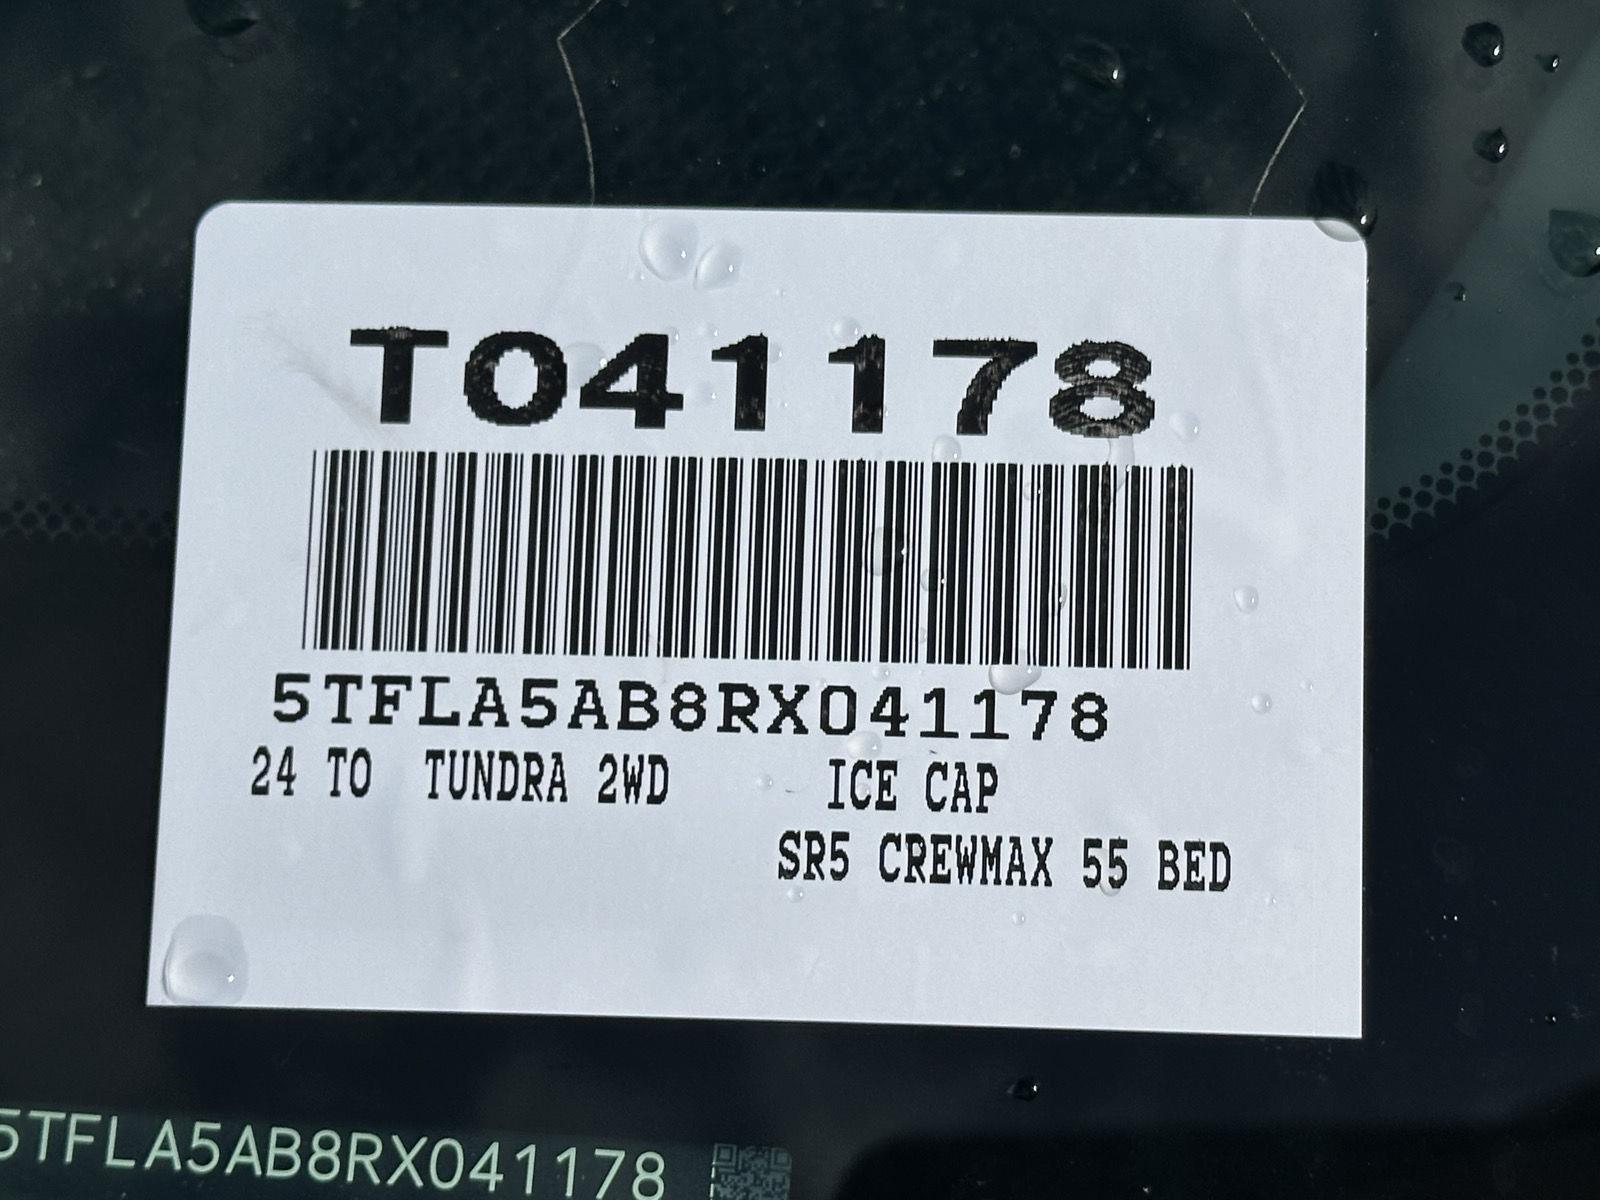 T041178
5TFLA5AB8RX041178
24 TO TUNDRA 2WD ICE CAP
SR5 CREWMAX 55 BED
5TFLA5AB8RX041178